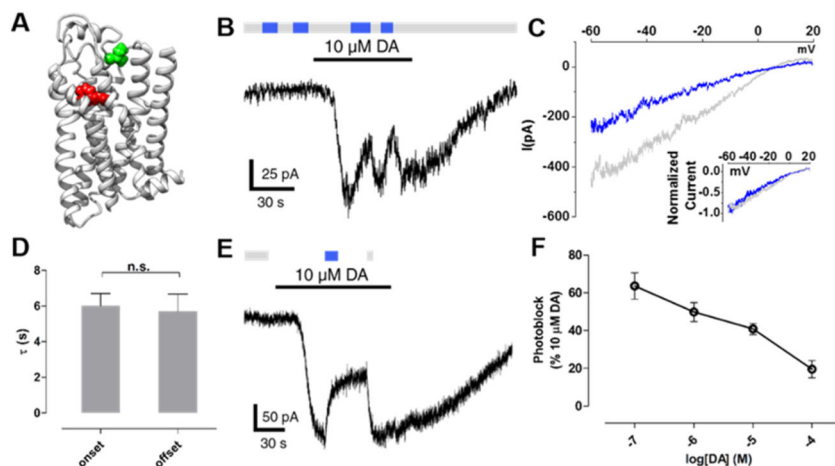 A
B
10 µM DA
25 pA
30 s
C
-60 -40 -20 0 20
mV
0
-200
-400
-600
I(pA)
-60 -40 -20 0 20
mV
0.0
-0.5
-1.0
Normalized
Current
D
n.s.
8
6
4
2
0
τ (s)
onset
offset
E
10 µM DA
50 pA
30 s
F
80
60
40
20
0
Photoblock
(% 10 µM DA)
-7 -6 -5 -4
log[DA] (M)